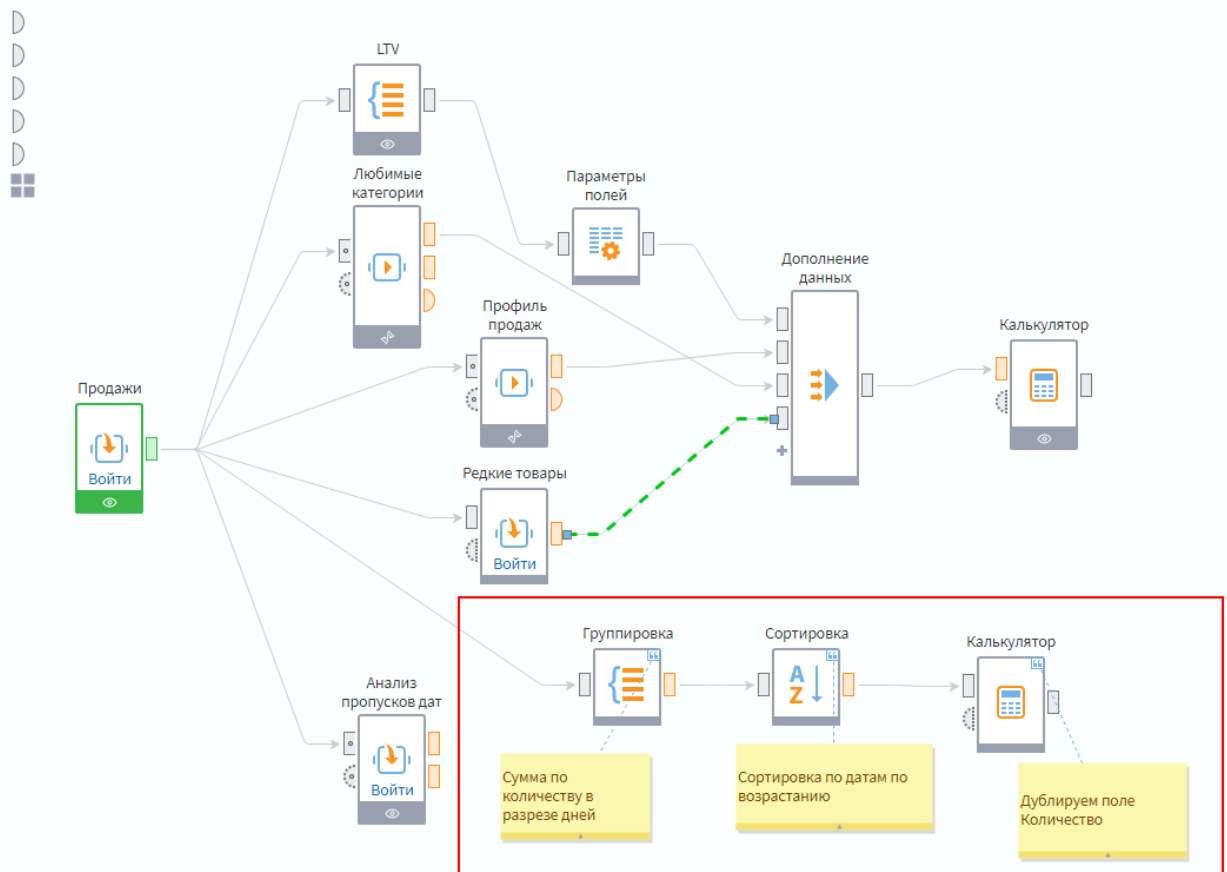 LTV
Любимые
категории
Параметры
полей
Дополнение
данных
Профиль
продаж
Калькулятор
Продажи
Войти
Редкие товары
Войти
Группировка
Сортировка
Калькулятор
A
Z
Анализ
пропусков дат
Войти
Сумма по
количеству в
разрезе дней
Сортировка по датам по
возрастанию
Дублируем поле
Количество